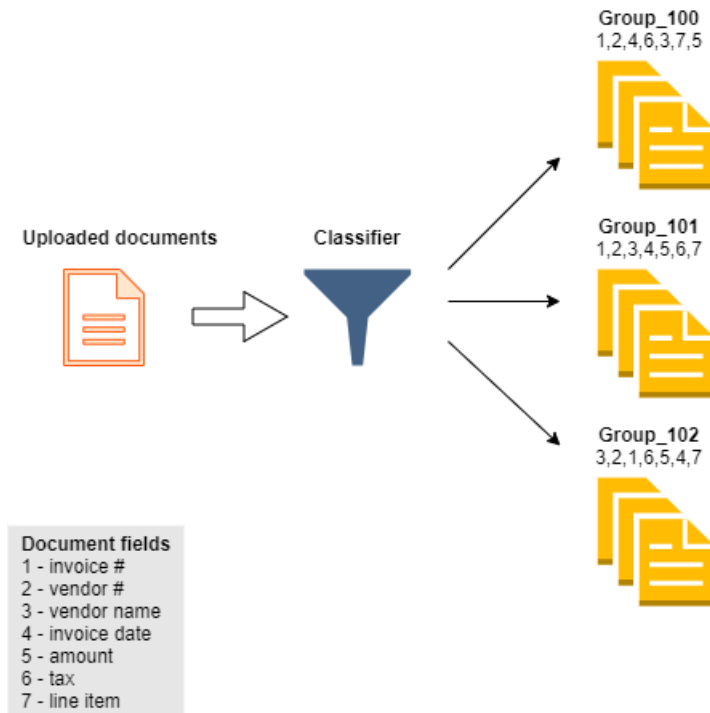 Group_100
1,2,4,6,3,7,5
Uploaded documents
Classifier
Group_101
1,2,3,4,5,6,7
Group_102
3,2,1,6,5,4,7
Document fields
1 - invoice #
2 - vendor #
3 - vendor name
4 - invoice date
5 - amount
6 - tax
7 - line item